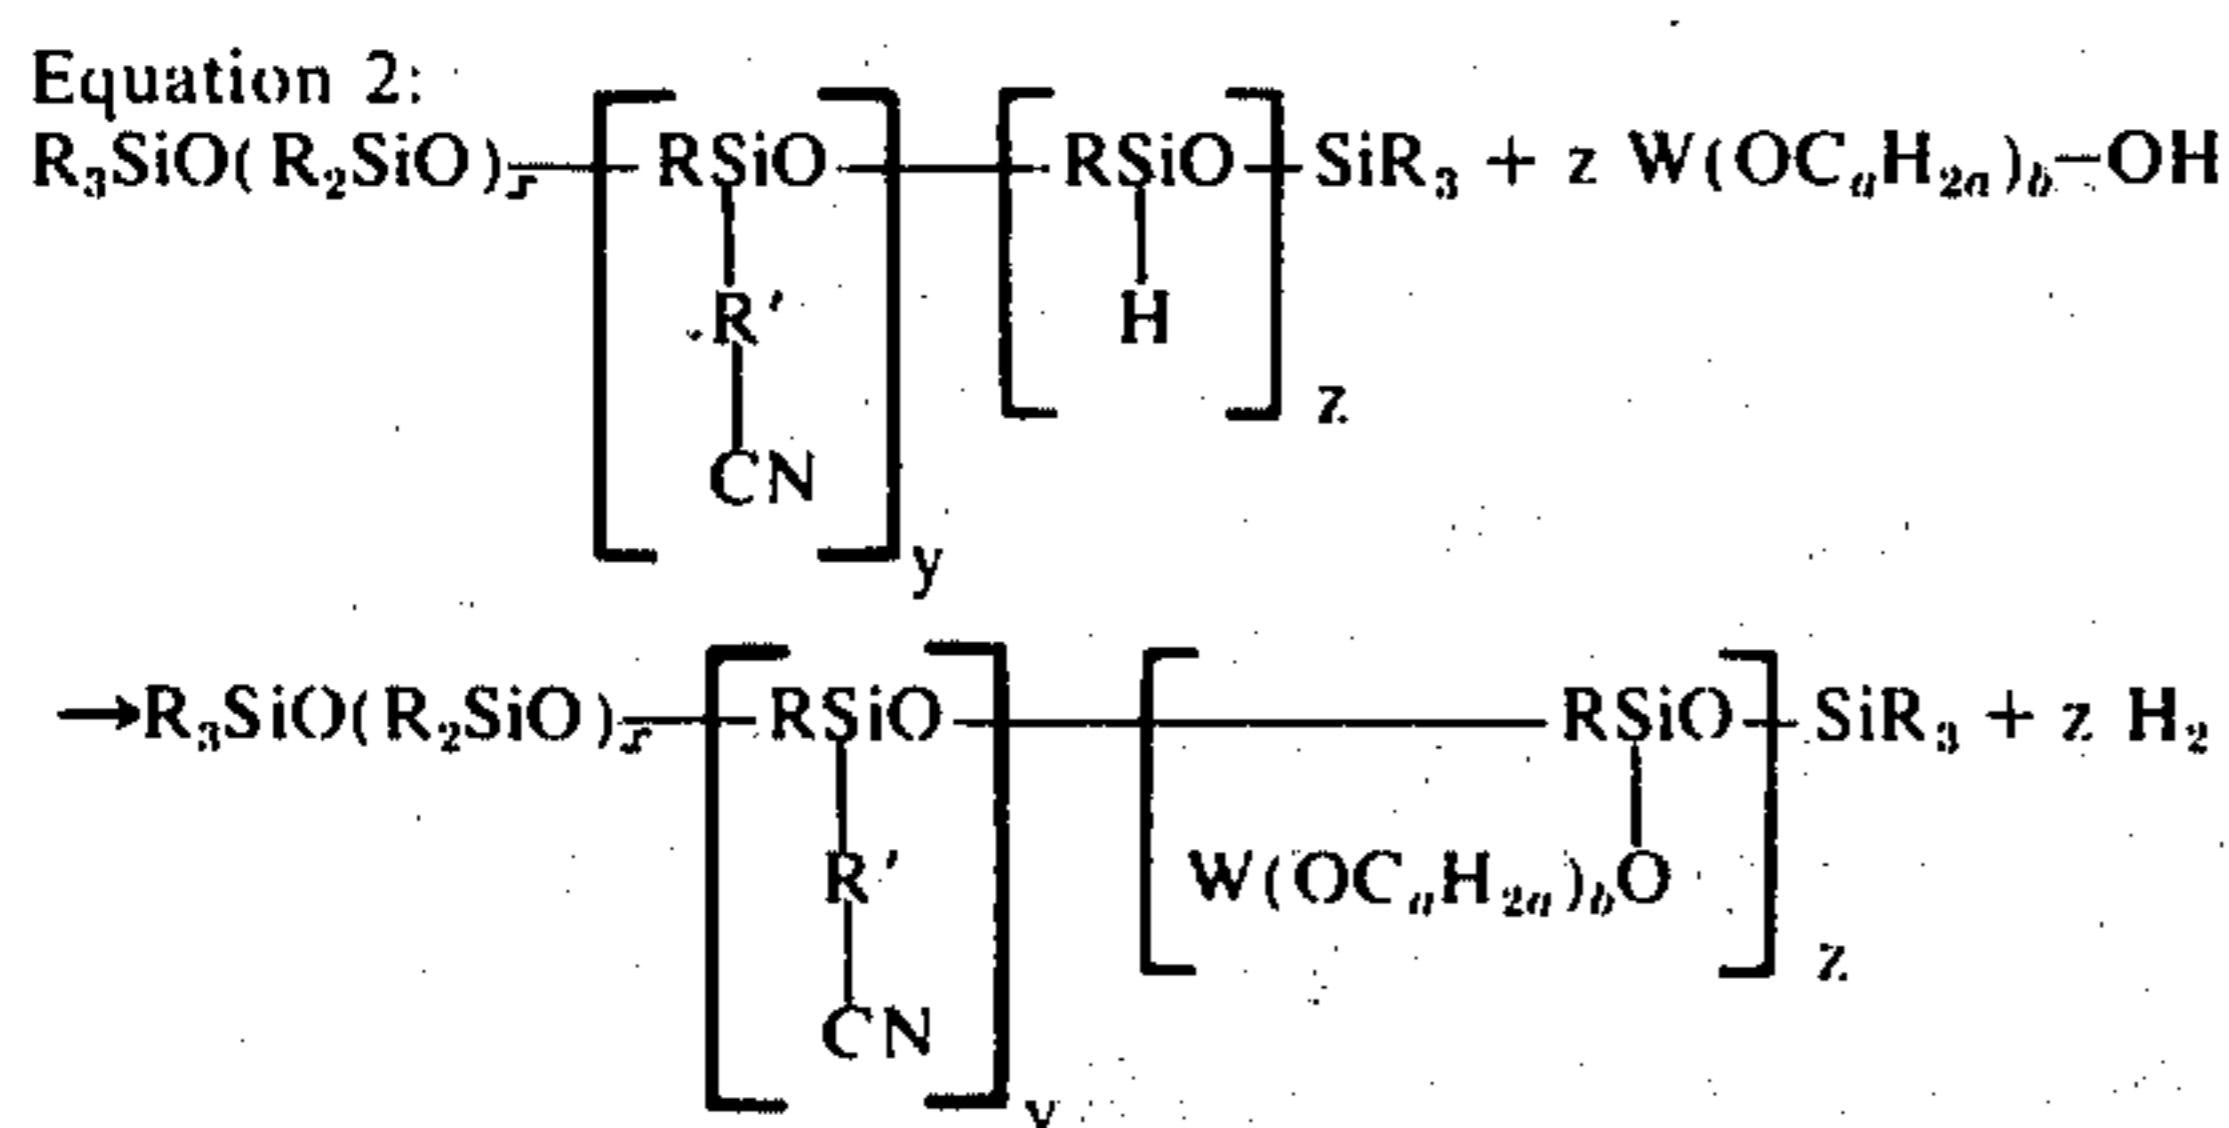 Equation 2:
R₃SiO(R₂SiO)ₓ—[RSiO—]—[—RSiO—]—SiR₃ + z W(OCₐH₂ₐ)b—OH
R′ H
z
CN
y
→R₃SiO(R₂SiO)ₓ—[—RSiO—]—[—RSiO—]—SiR₃ + z H₂
R′ W(OCₐH₂ₐ)bO
z
CN
y